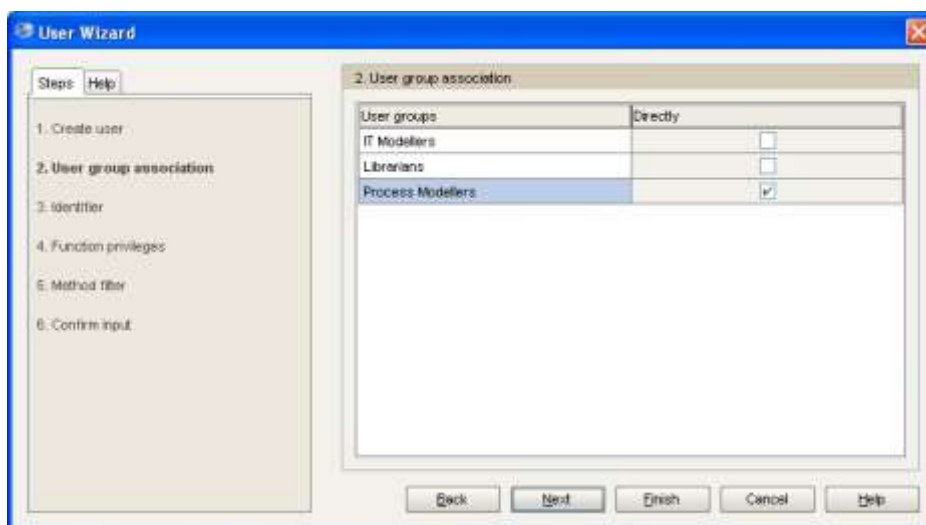 User Wizard
Steps Help
1. Create user
2. User group association
3. Identifier
4. Function privileges
5. Method filter
6. Confirm input
2. User group association
User groups Directly
IT Modellers
Librarians
Process Modellers
Back Next Finish Cancel Help